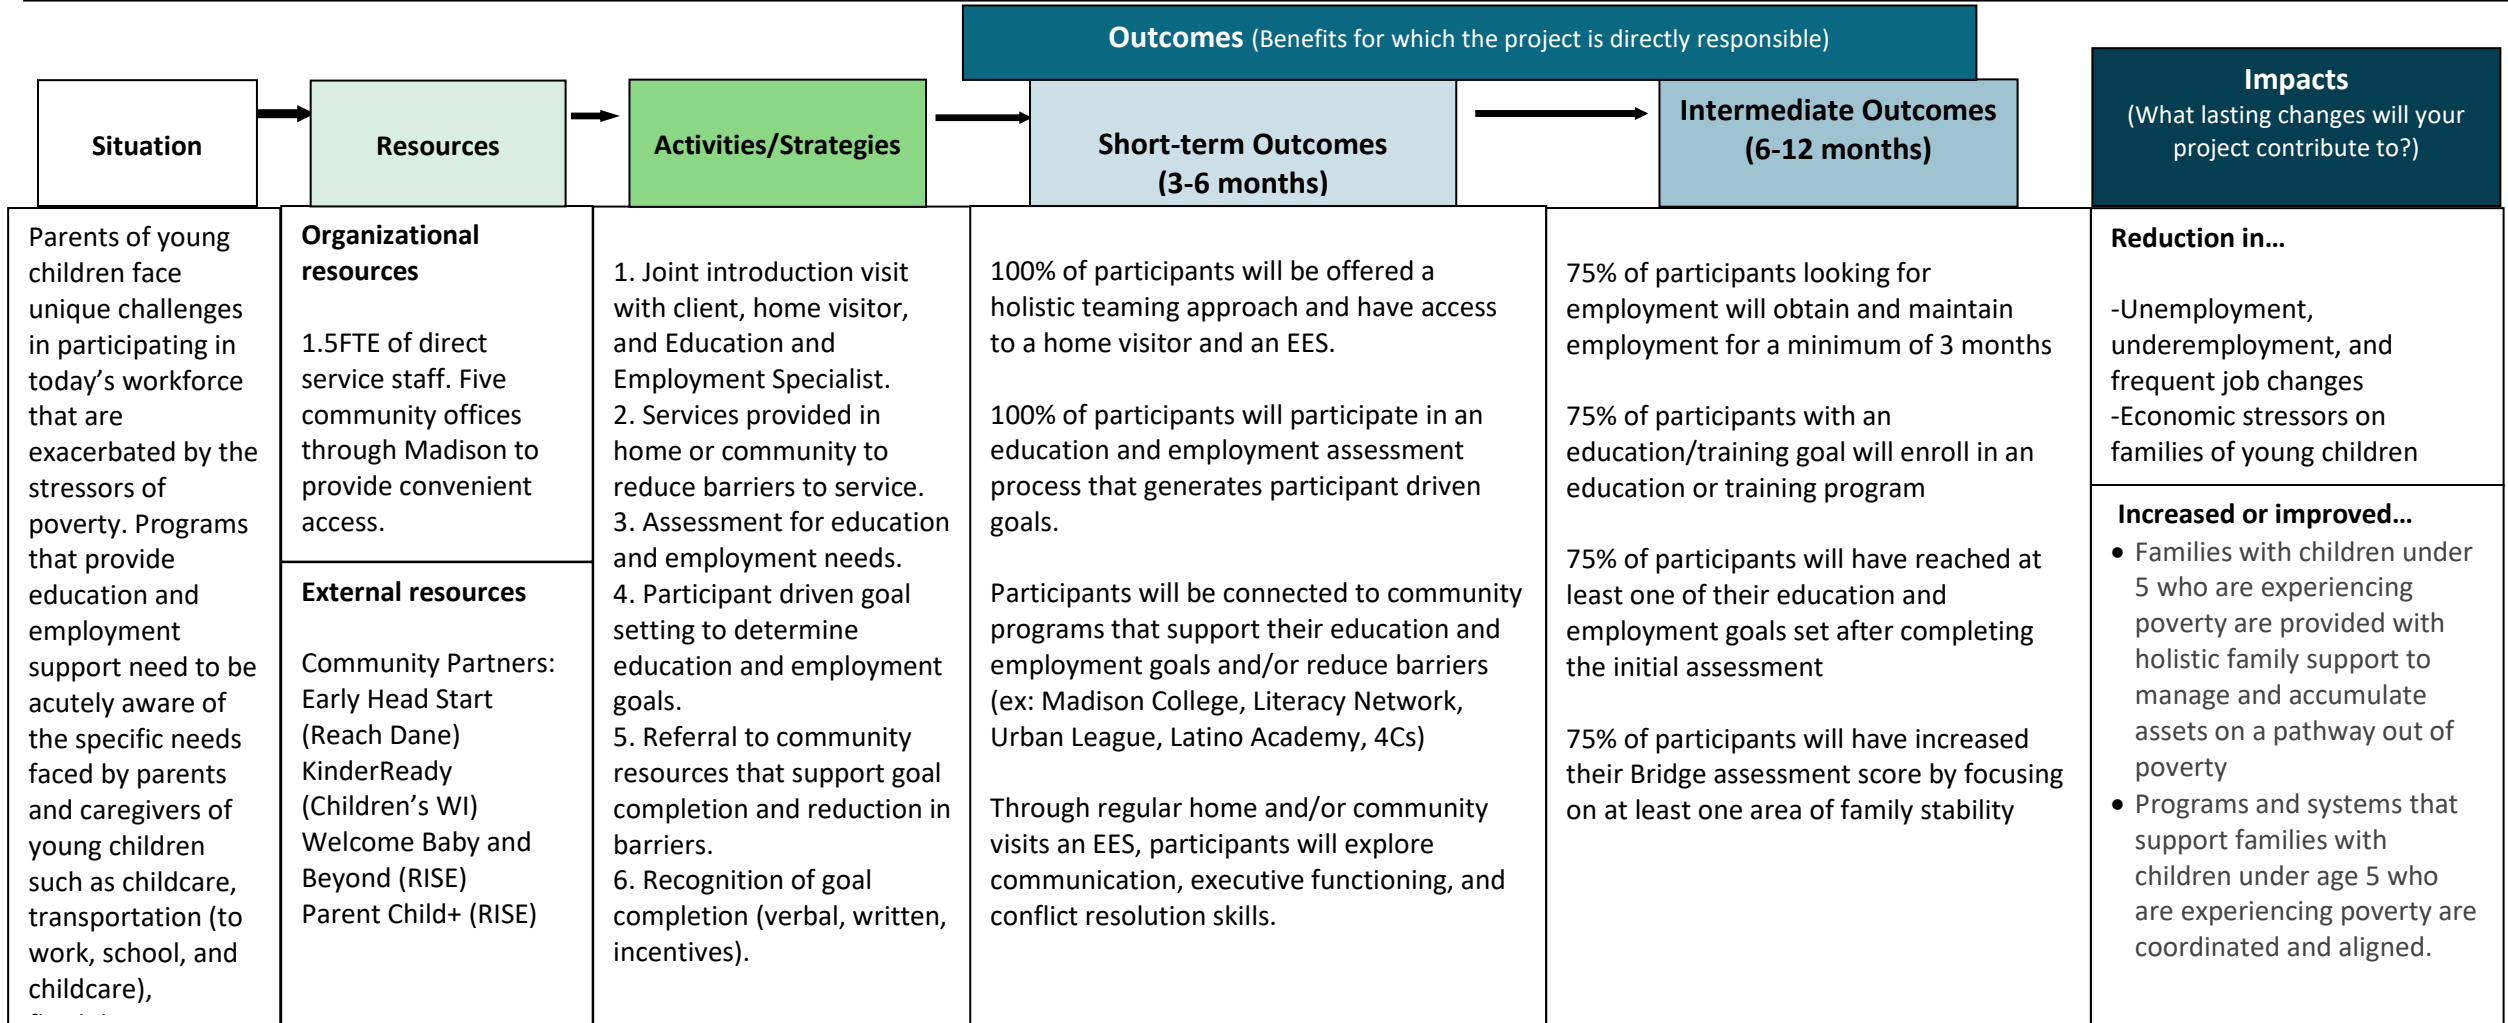 Outcomes (Benefits for which the project is directly responsible)
Situation
Resources
Activities/Strategies
Short-term Outcomes
(3-6 months)
Intermediate Outcomes
(6-12 months)
Impacts
(What lasting changes will your
project contribute to?)
Parents of young
children face
unique challenges
in participating in
today’s workforce
that are
exacerbated by the
stressors of
poverty. Programs
that provide
education and
employment
support need to be
acutely aware of
the specific needs
faced by parents
and caregivers of
young children
such as childcare,
transportation (to
work, school, and
childcare),
Organizational
resources
1.5FTE of direct
service staff. Five
community offices
through Madison to
provide convenient
access.
External resources
Community Partners:
Early Head Start
(Reach Dane)
KinderReady
(Children’s WI)
Welcome Baby and
Beyond (RISE)
Parent Child+ (RISE)
1. Joint introduction visit
with client, home visitor,
and Education and
Employment Specialist.
2. Services provided in
home or community to
reduce barriers to service.
3. Assessment for education
and employment needs.
4. Participant driven goal
setting to determine
education and employment
goals.
5. Referral to community
resources that support goal
completion and reduction in
barriers.
6. Recognition of goal
completion (verbal, written,
incentives).
100% of participants will be offered a
holistic teaming approach and have access
to a home visitor and an EES.
100% of participants will participate in an
education and employment assessment
process that generates participant driven
goals.
Participants will be connected to community
programs that support their education and
employment goals and/or reduce barriers
(ex: Madison College, Literacy Network,
Urban League, Latino Academy, 4Cs)
Through regular home and/or community
visits an EES, participants will explore
communication, executive functioning, and
conflict resolution skills.
75% of participants looking for
employment will obtain and maintain
employment for a minimum of 3 months
75% of participants with an
education/training goal will enroll in an
education or training program
75% of participants will have reached at
least one of their education and
employment goals set after completing
the initial assessment
75% of participants will have increased
their Bridge assessment score by focusing
on at least one area of family stability
Reduction in…
-Unemployment,
underemployment, and
frequent job changes
-Economic stressors on
families of young children
Increased or improved…
• Families with children under
5 who are experiencing
poverty are provided with
holistic family support to
manage and accumulate
assets on a pathway out of
poverty
• Programs and systems that
support families with
children under age 5 who
are experiencing poverty are
coordinated and aligned.